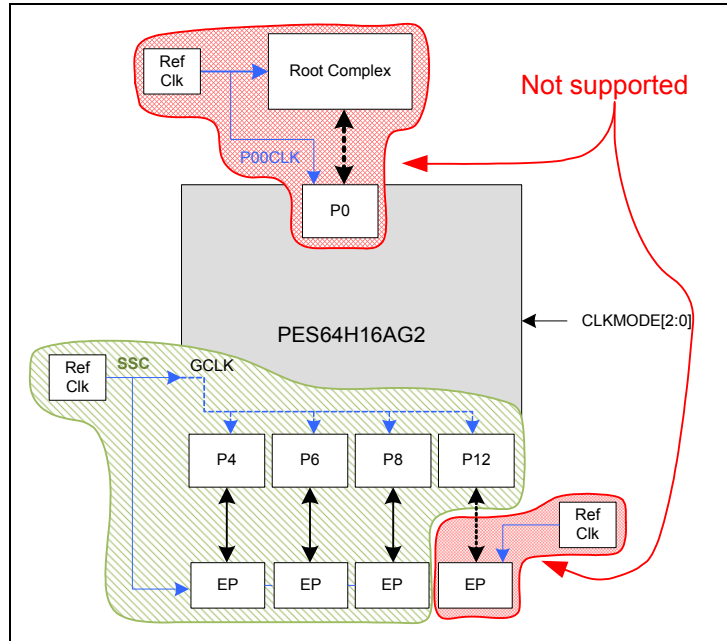 Ref
Clk
Root Complex
Not supported
P00CLK
P0
PES64H16AG2
CLKMODE[2:0]
Ref
Clk
SSC
GCLK
P4
P6
P8
P12
Ref
Clk
EP
EP
EP
EP